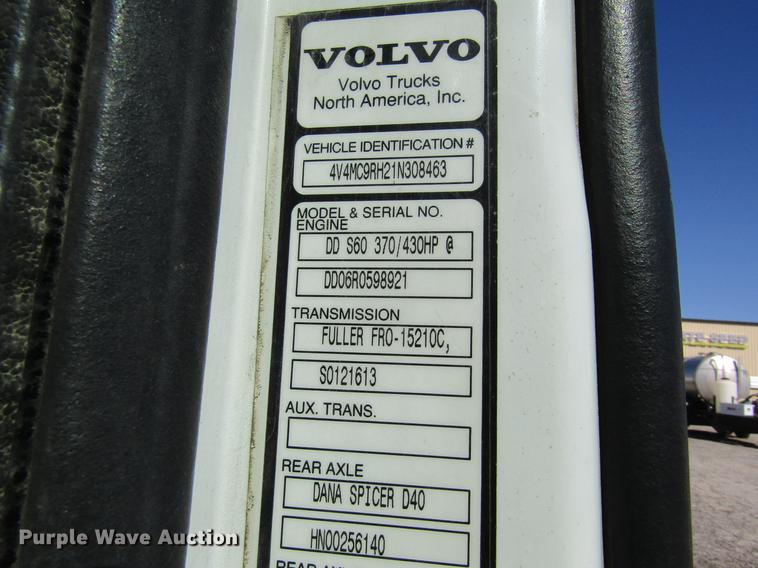 VOLVO
Volvo Trucks
North America, Inc.
VEHICLE IDENTIFICATION #
4V4MC9RH21N308463
MODEL & SERIAL NO.
ENGINE
DD S60 370/430HP @
DD06R0598921
TRANSMISSION
FULLER FRO-15210C,
S0121613
AUX. TRANS.
REAR AXLE
DANA SPICER D40
HN00256140
Purple Wave Auction